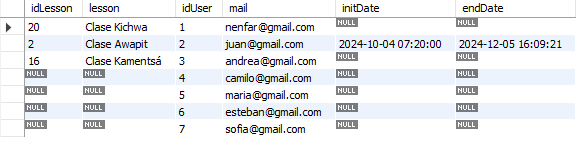 idLesson lesson idUser mail initDate endDate
20 Clase Kichwa 1 nenfar@gmail.com NULL NULL
2 Clase Awapit 2 juan@gmail.com 2024-10-04 07:20:00 2024-12-05 16:09:21
16 Clase Kamentsá 3 andrea@gmail.com NULL NULL
NULL NULL 4 camilo@gmail.com NULL NULL
NULL NULL 5 maria@gmail.com NULL NULL
NULL NULL 6 esteban@gmail.com NULL NULL
NULL NULL 7 sofia@gmail.com NULL NULL